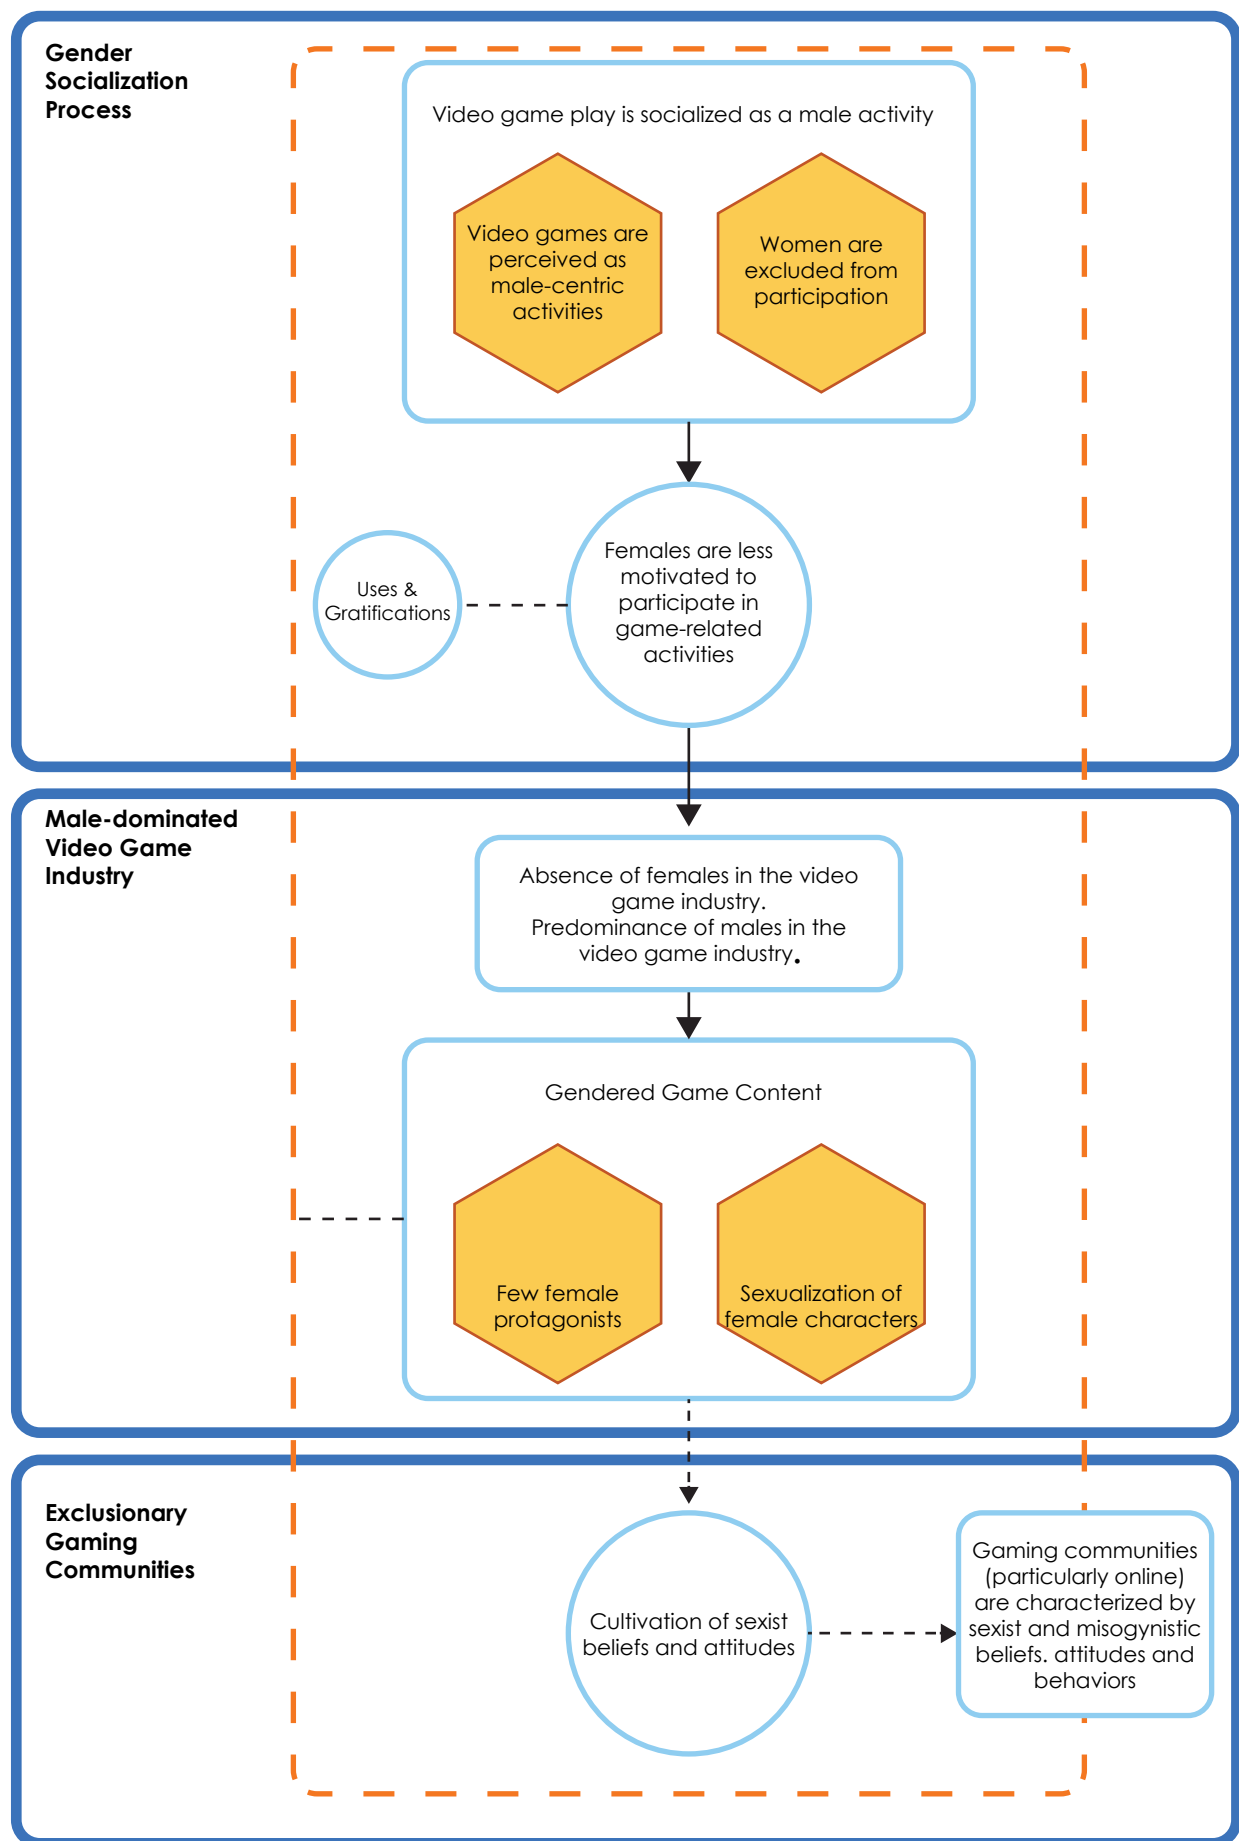 Gender
Socialization
Process
Video game play is socialized as a male activity
Video games are
perceived as
male-centric
activities
Women are
excluded from
participation
Uses &
Gratifications
Females are less
motivated to
participate in
game-related
activities
Male-dominated
Video Game
Industry
Absence of females in the video
game industry.
Predominance of males in the
video game industry.
Gendered Game Content
Few female
protagonists
Sexualization of
female characters
Exclusionary
Gaming
Communities
Cultivation of sexist
beliefs and attitudes
Gaming communities
(particularly online)
are characterized by
sexist and misogynistic
beliefs. attitudes and
behaviors